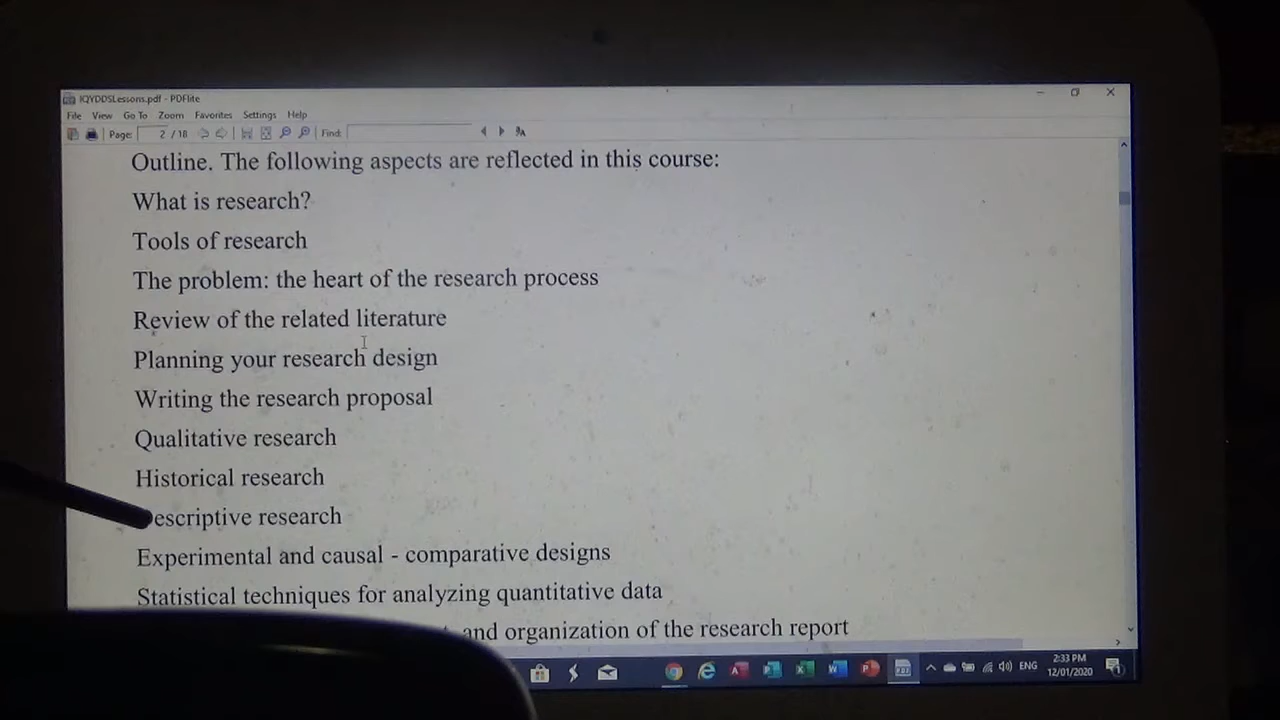 IQYDDSLessons.pdf - PDFlite
File View Go To Zoom Favorites Settings Help
Page: 2 / 18 Find:
Outline. The following aspects are reflected in this course:
What is research?
Tools of research
The problem: the heart of the research process
Review of the related literature
Planning your research design
Writing the research proposal
Qualitative research
Historical research
escriptive research
Experimental and causal - comparative designs
Statistical techniques for analyzing quantitative data
and organization of the research report
ENG
2:33 PM
12/01/2020